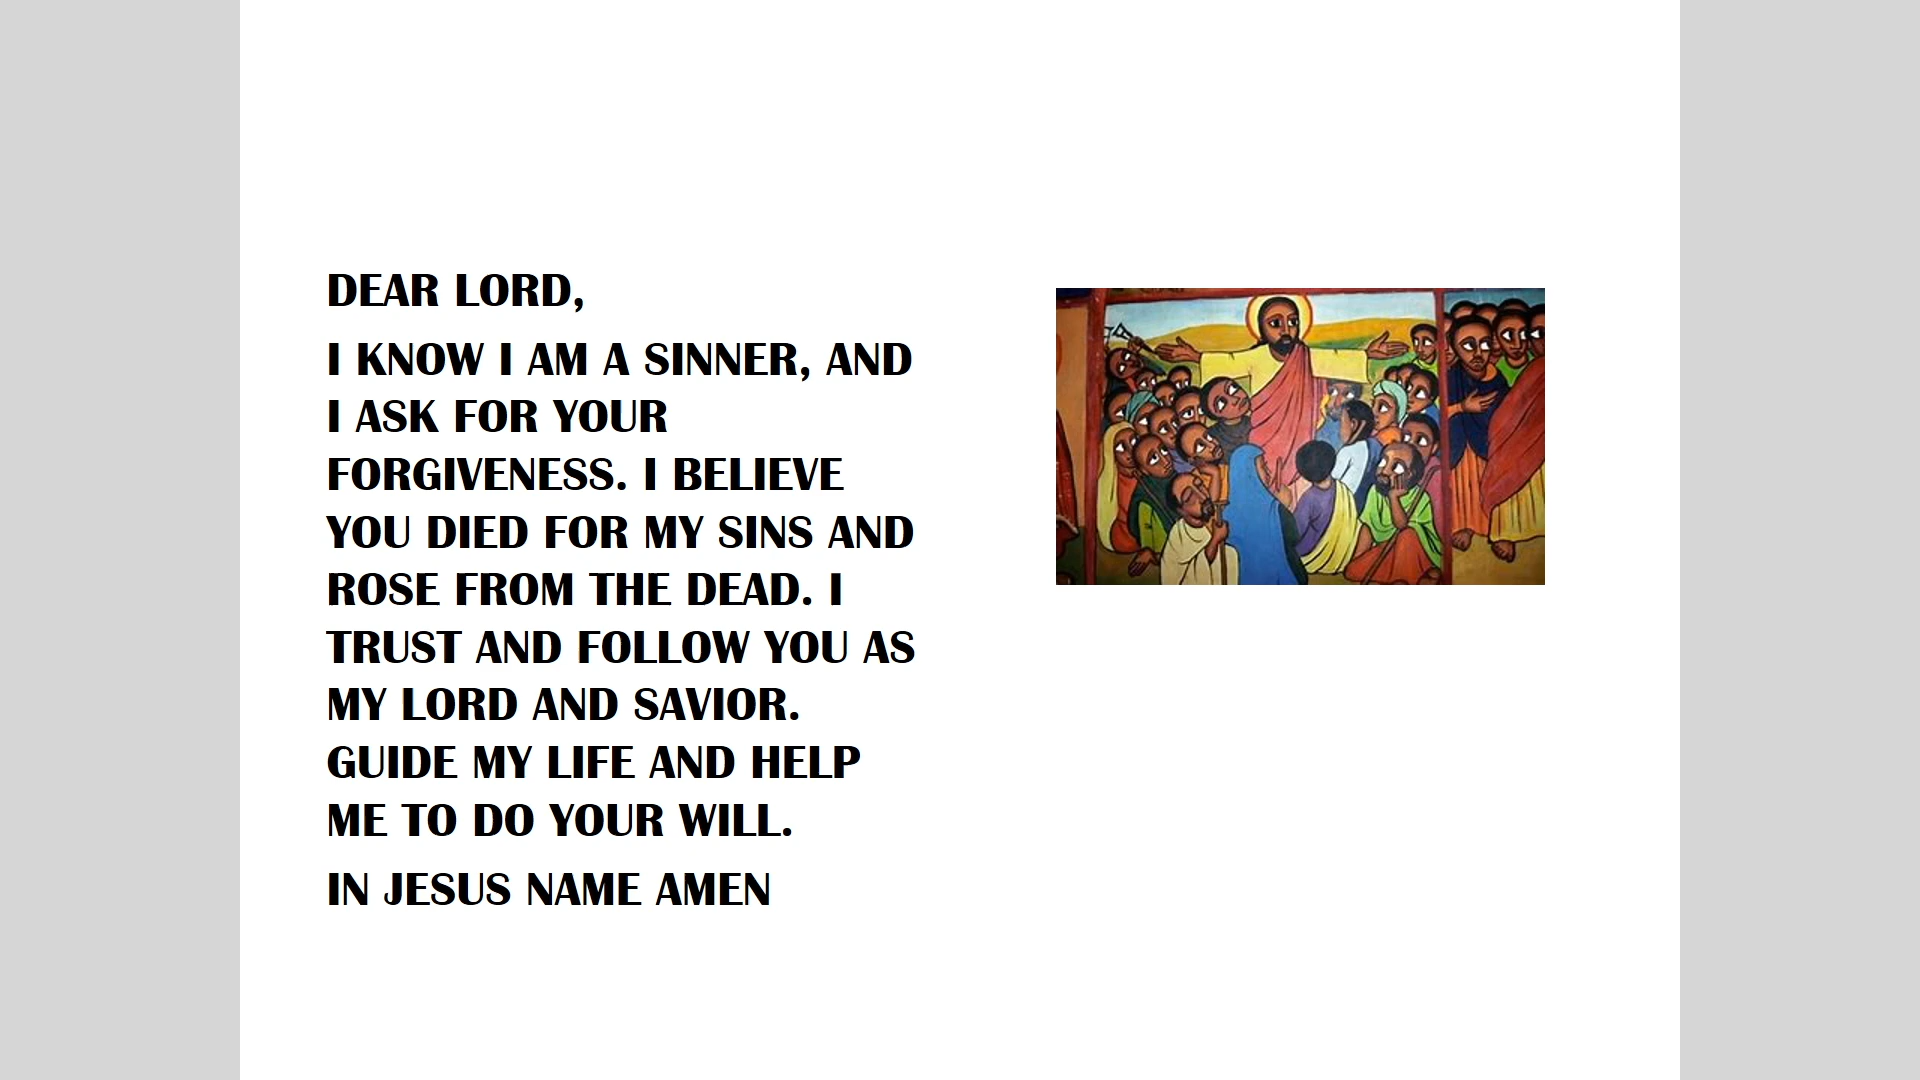 DEAR LORD,
I KNOW I AM A SINNER, AND
I ASK FOR YOUR
FORGIVENESS. I BELIEVE
YOU DIED FOR MY SINS AND
ROSE FROM THE DEAD. I
TRUST AND FOLLOW YOU AS
MY LORD AND SAVIOR.
GUIDE MY LIFE AND HELP
ME TO DO YOUR WILL.
IN JESUS NAME AMEN